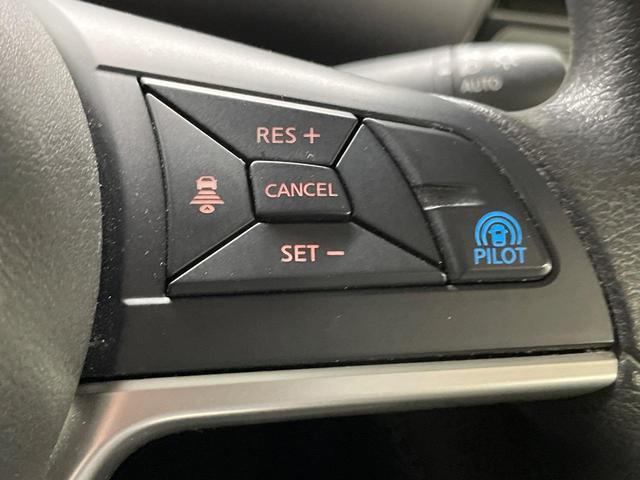 AUTO
RES +
CANCEL
SET −
PILOT